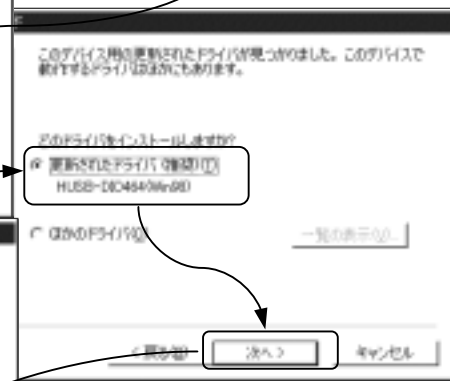 このデバイス用の更新されたドライバが見つかりました。このデバイスで
動作するドライバはほかにもあります。
どのドライバをインストールしますか?
更新されたドライバ (推奨)(T)
HUSB-DIO464(Win98)
ほかのドライバ(O)
一覧の表示(V)...
< 戻る(B)
次へ >
キャンセル